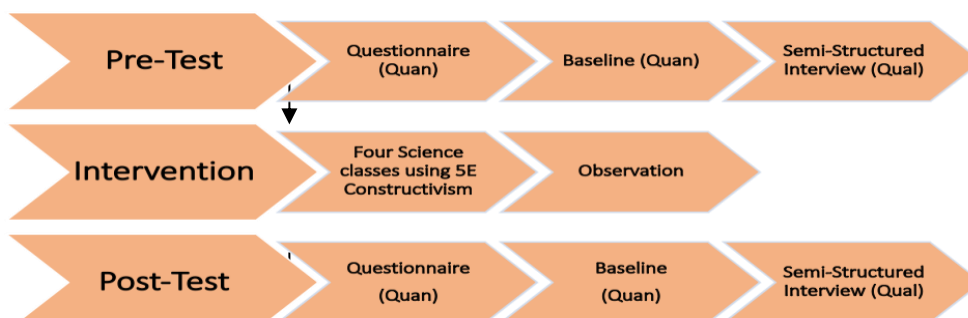 Pre-Test
Questionnaire
(Quan)
Baseline (Quan)
Semi-Structured
Interview (Qual)
Intervention
Four Science
classes using 5E
Constructivism
Observation
Post-Test
Questionnaire
(Quan)
Baseline
(Quan)
Semi-Structured
Interview (Qual)